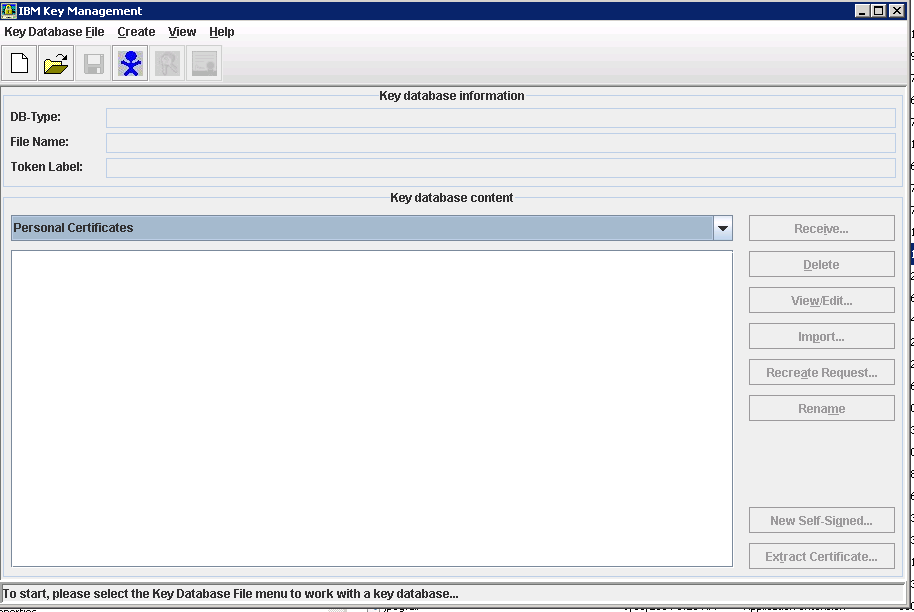 IBM Key Management
Key Database File Create View Help
Key database information
DB-Type:
File Name:
Token Label:
Key database content
Personal Certificates
Receive...
Delete
View/Edit...
Import...
Recreate Request...
Rename
New Self-Signed...
Extract Certificate...
To start, please select the Key Database File menu to work with a key database...